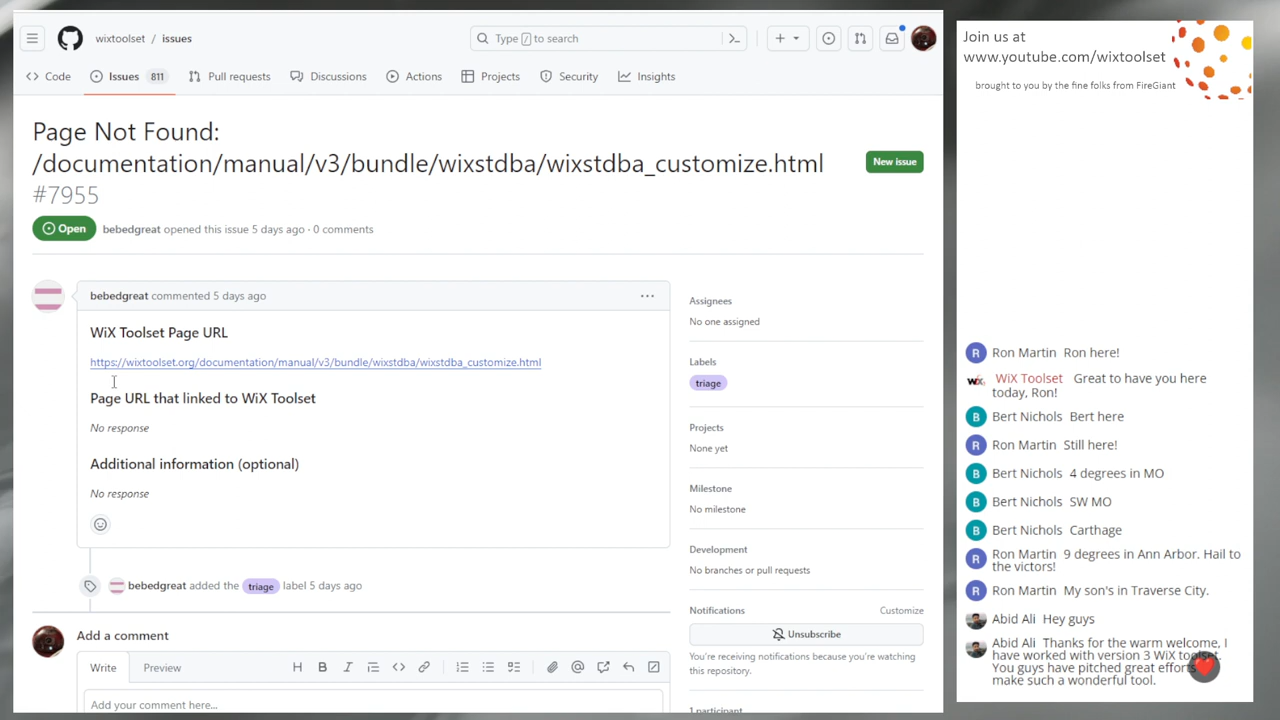 wixtoolset / issues
Type / to search
Code
Issues 811
Pull requests
Discussions
Actions
Projects
Security
Insights
Page Not Found:
/documentation/manual/v3/bundle/wixstdba/wixstdba_customize.html
#7955
New issue
Open
bebedgreat opened this issue 5 days ago · 0 comments
bebedgreat commented 5 days ago
WiX Toolset Page URL
https://wixtoolset.org/documentation/manual/v3/bundle/wixstdba/wixstdba_customize.html
Page URL that linked to WiX Toolset
No response
Additional information (optional)
No response
bebedgreat added the triage label 5 days ago
Add a comment
Write
Preview
Add your comment here...
Assignees
No one assigned
Labels
triage
Projects
None yet
Milestone
No milestone
Development
No branches or pull requests
Notifications
Customize
Unsubscribe
You're receiving notifications because you're watching
this repository.
1 participant
Join us at
www.youtube.com/wixtoolset
brought to you by the fine folks from FireGiant
R Ron Martin Ron here!
WX WiX Toolset Great to have you here
today, Ron!
B Bert Nichols Bert here
R Ron Martin Still here!
B Bert Nichols 4 degrees in MO
B Bert Nichols SW MO
B Bert Nichols Carthage
R Ron Martin 9 degrees in Ann Arbor. Hail to
the victors!
R Ron Martin My son's in Traverse City.
Abid Ali Hey guys
Abid Ali Thanks for the warm welcome, I
have worked with version 3 WiX toolset.
You guys have pitched great efforts
make such a wonderful tool.